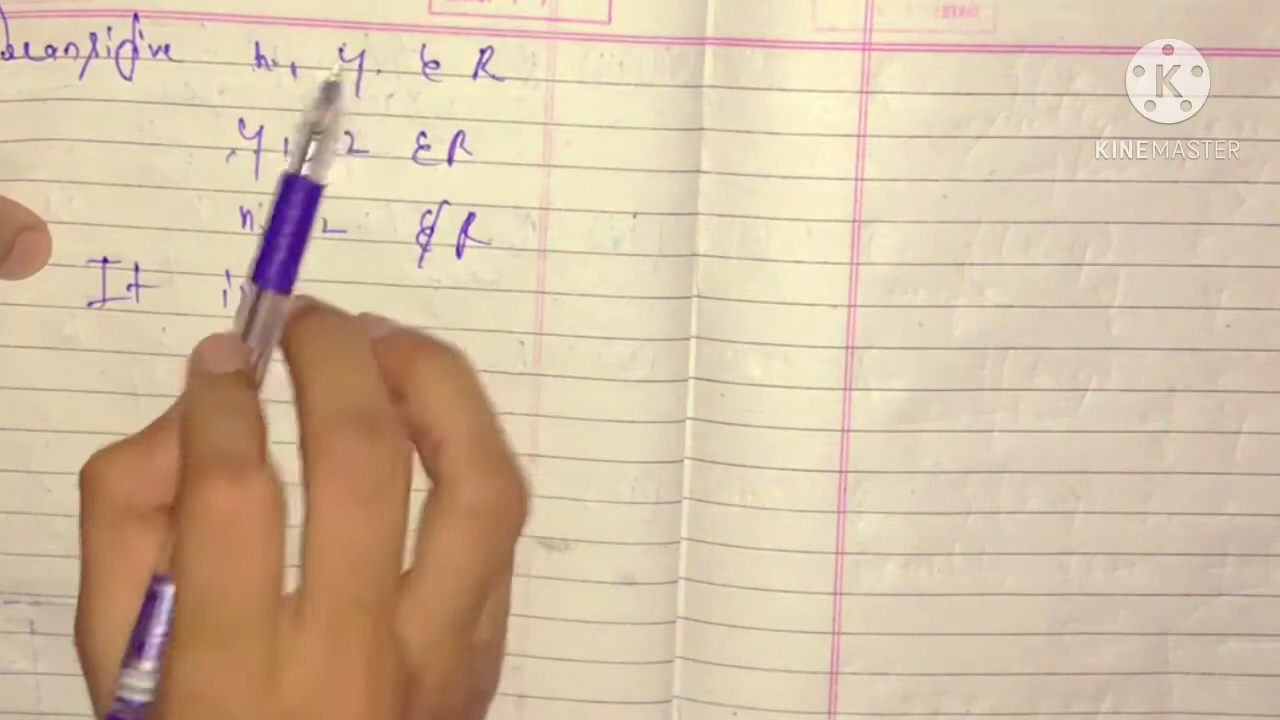 Transitive x, y ∈ R
y, z ∈ R
x, z ∉ R
It
KINEMASTER